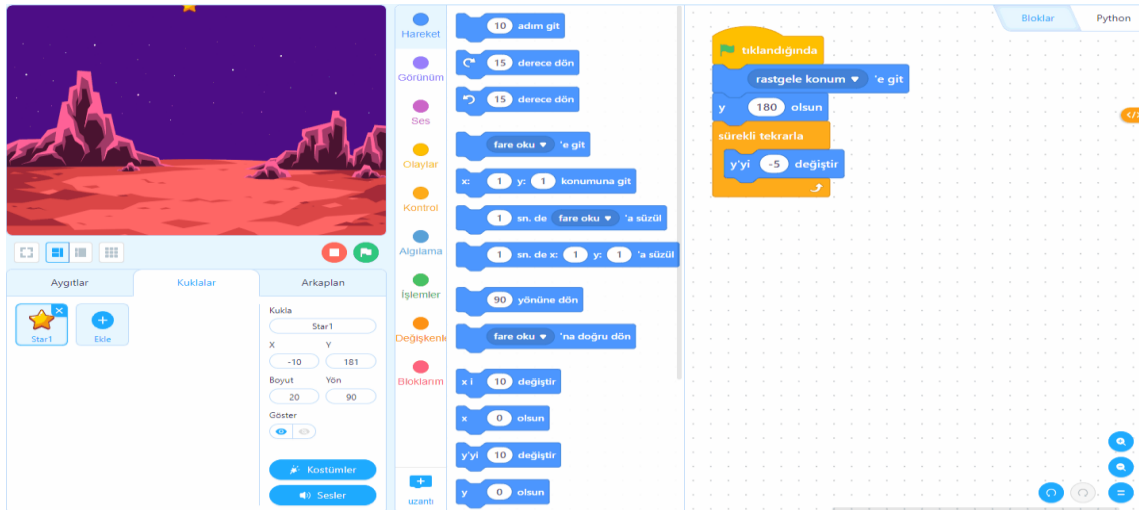 Hareket
Görünüm
Ses
Olaylar
Kontrol
Algılama
İşlemler
Değişkenl
Bloklarım
uzantı
10 adım git
15 derece dön
15 derece dön
fare oku 'e git
x: 1 y: 1 konumuna git
1 sn. de fare oku 'a süzül
1 sn. de x: 1 y: 1 'a süzül
90 yönüne dön
fare oku 'na doğru dön
x i 10 değiştir
x 0 olsun
y'yi 10 değiştir
y 0 olsun
Bloklar Python
tıklandığında
rastgele konum 'e git
y 180 olsun
sürekli tekrarla
y'yi -5 değiştir
Aygıtlar Kuklalar Arkaplan
Star1
Ekle
Kukla
Star1
X Y
-10 181
Boyut Yön
20 90
Göster
Kostümler
Sesler